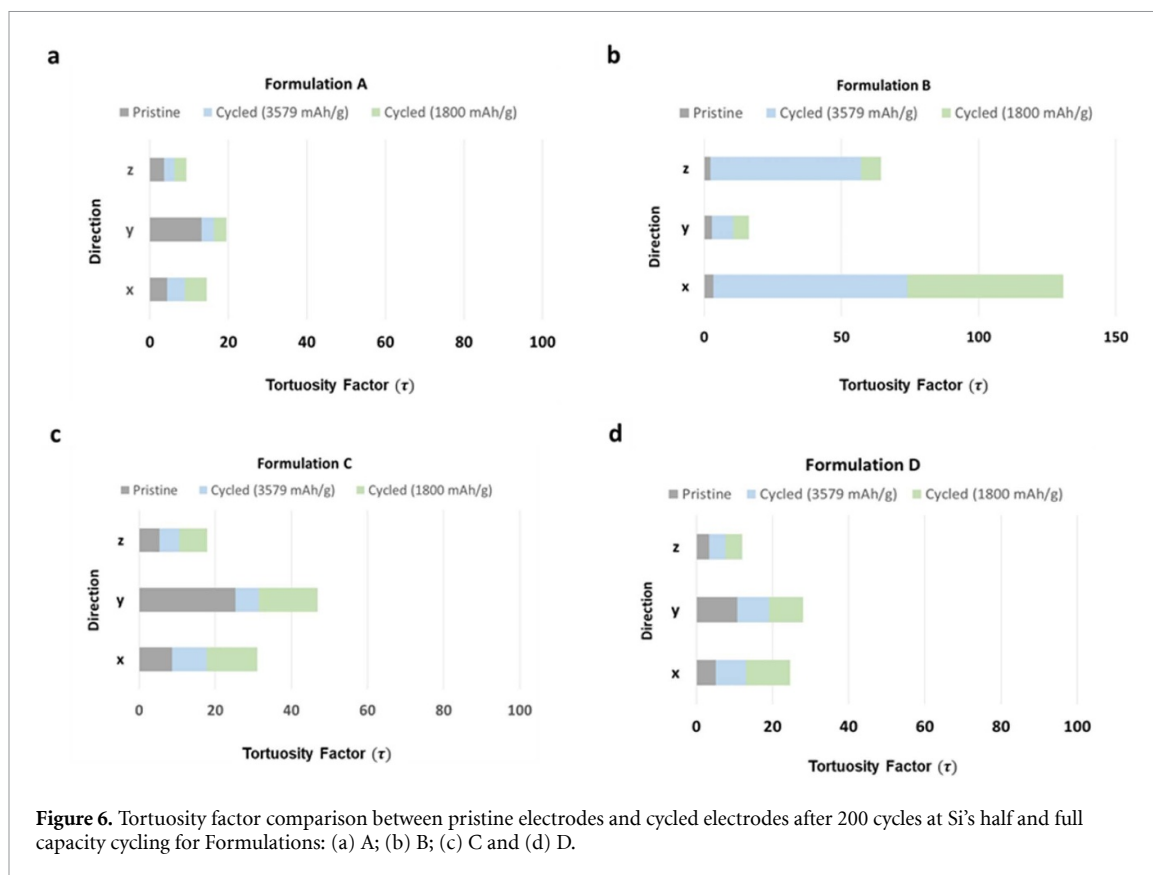 a
Formulation A
Pristine Cycled (3579 mAh/g) Cycled (1800 mAh/g)
Direction
z
y
x
0 20 40 60 80 100
Tortuosity Factor (τ)
b
Formulation B
Pristine Cycled (3579 mAh/g) Cycled (1800 mAh/g)
Direction
z
y
x
0 50 100 150
Tortuosity Factor (τ)
c
Formulation C
Pristine Cycled (3579 mAh/g) Cycled (1800 mAh/g)
Direction
z
y
x
0 20 40 60 80 100
Tortuosity Factor (τ)
d
Formulation D
Pristine Cycled (3579 mAh/g) Cycled (1800 mAh/g)
Direction
z
y
x
0 20 40 60 80 100
Tortuosity Factor (τ)
Figure 6. Tortuosity factor comparison between pristine electrodes and cycled electrodes after 200 cycles at Si's half and full
capacity cycling for Formulations: (a) A; (b) B; (c) C and (d) D.